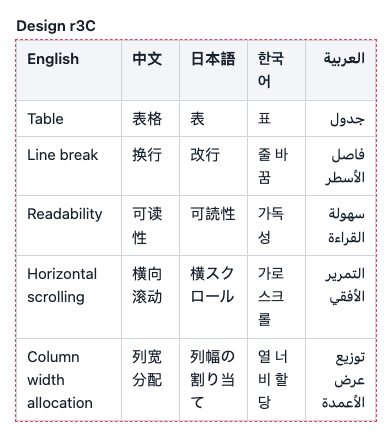 Design r3C
English 中文 日本語 한국
어 العربية
Table 表格 表 표 جدول
Line break 换行 改行 줄 바
꿈 فاصل
الأسطر
Readability 可读
性 可読性 가독
성 سهولة
القراءة
Horizontal
scrolling 横向
滚动 横スク
ロール 가로
스크
롤 التمرير
الأفقي
Column
width
allocation 列宽
分配 列幅の
割り当
て 열 너
비 할
당 توزيع
عرض
الأعمدة